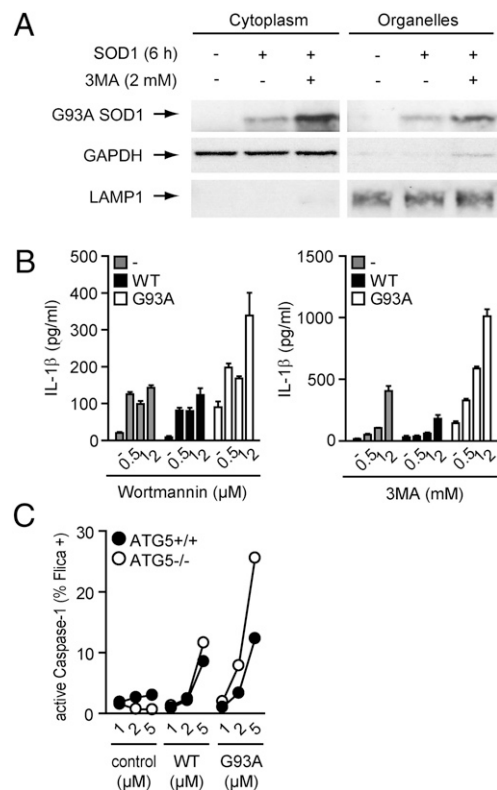 A
Cytoplasm Organelles
SOD1 (6 h) - + + - + +
3MA (2 mM) - - + - - +
G93A SOD1
GAPDH
LAMP1
B
500
400
300
200
100
0
IL-1β (pg/ml)
-
WT
G93A
- 0.5 1 2 - 0.5 1 2 - 0.5 1 2
Wortmannin (µM)
1500
1000
500
0
IL-1β (pg/ml)
-
WT
G93A
- 0.5 1 2 - 0.5 1 2 - 0.5 1 2
3MA (mM)
C
30
20
10
0
active Caspase-1 (% Flica +)
ATG5+/+
ATG5-/-
1 2 5 1 2 5 1 2 5
control WT G93A
(µM) (µM) (µM)